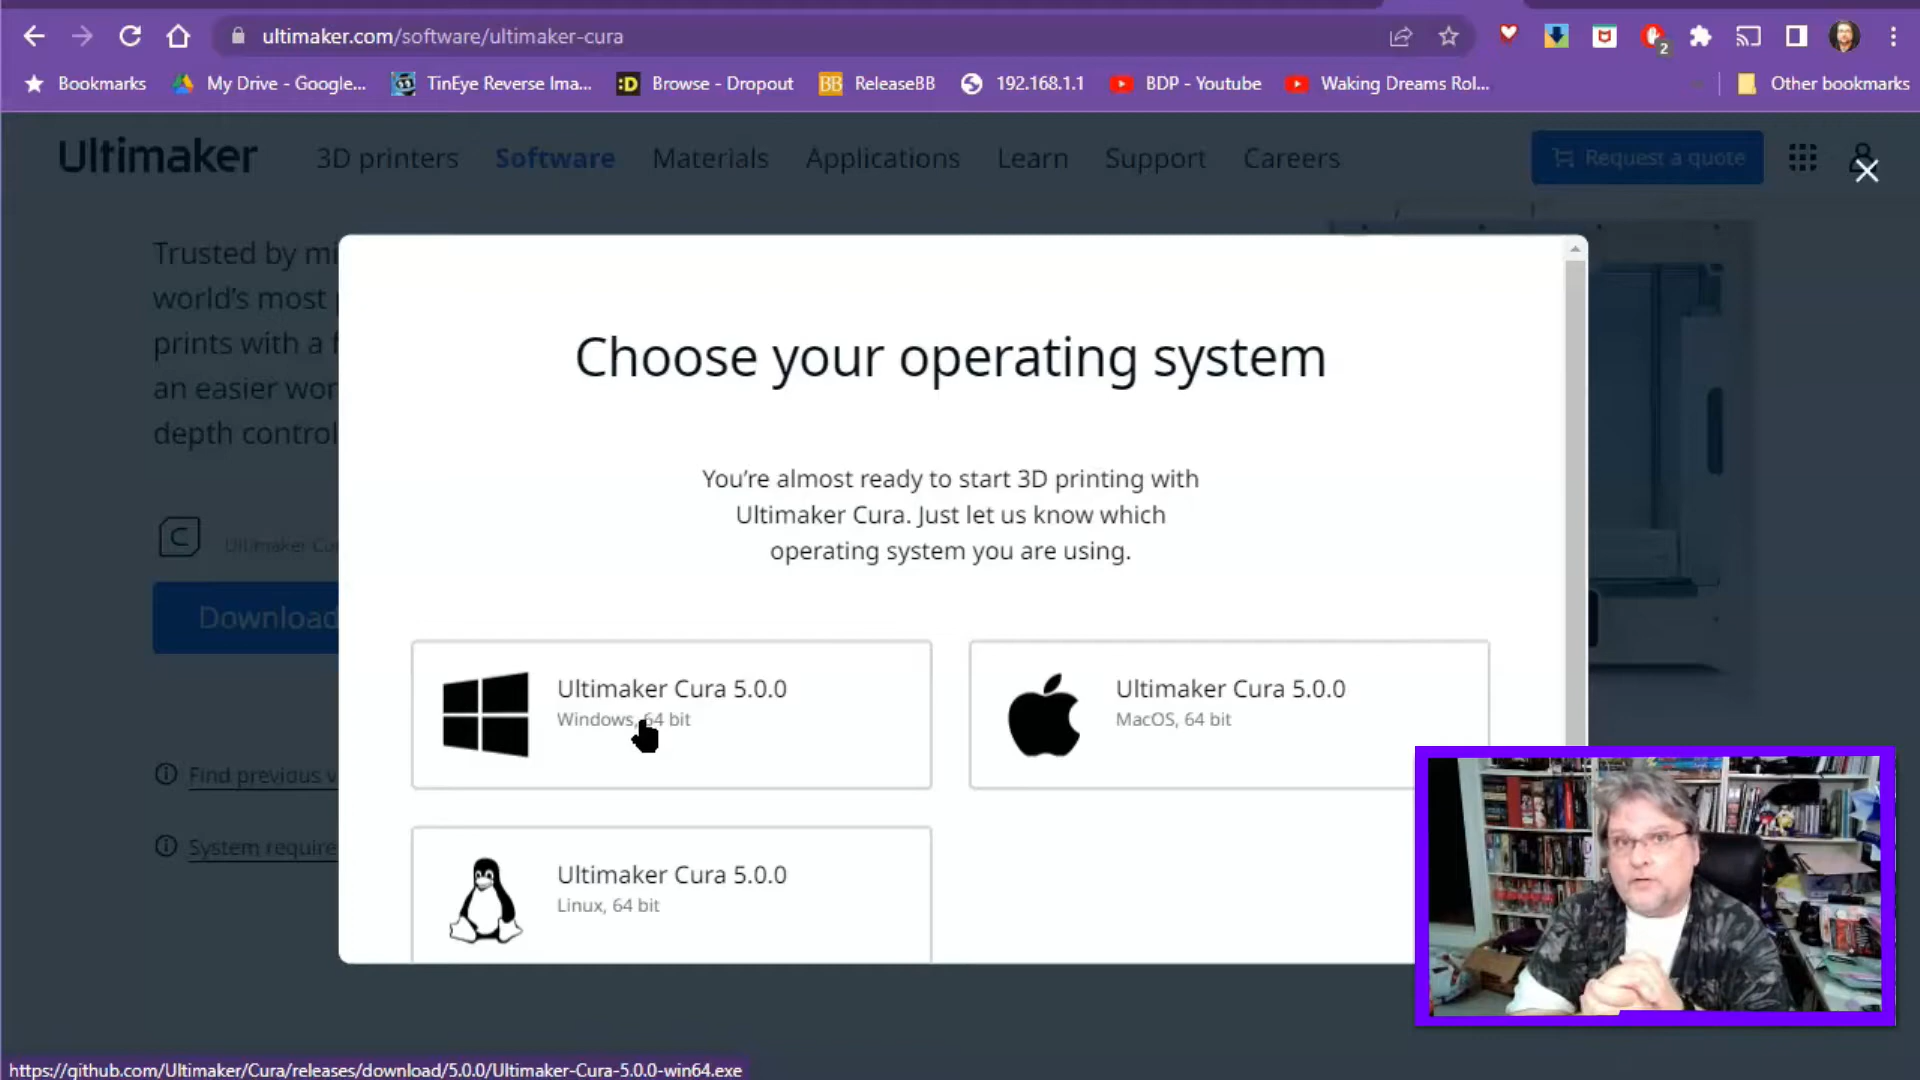 ultimaker.com/software/ultimaker-cura
2
Bookmarks
My Drive - Google...
TinEye Reverse Ima...
:D
Browse - Dropout
BB
ReleaseBB
192.168.1.1
BDP - Youtube
Waking Dreams Rol...
Other bookmarks
Ultimaker
3D printers
Software
Materials
Applications
Learn
Support
Careers
Request a quote
Trusted by mi
world's most
prints with a f
an easier wor
depth control
C
Ultimaker Cu
Download
Find previous v
System require
Choose your operating system
You're almost ready to start 3D printing with
Ultimaker Cura. Just let us know which
operating system you are using.
Ultimaker Cura 5.0.0
Windows, 64 bit
Ultimaker Cura 5.0.0
MacOS, 64 bit
Ultimaker Cura 5.0.0
Linux, 64 bit
https://github.com/Ultimaker/Cura/releases/download/5.0.0/Ultimaker-Cura-5.0.0-win64.exe